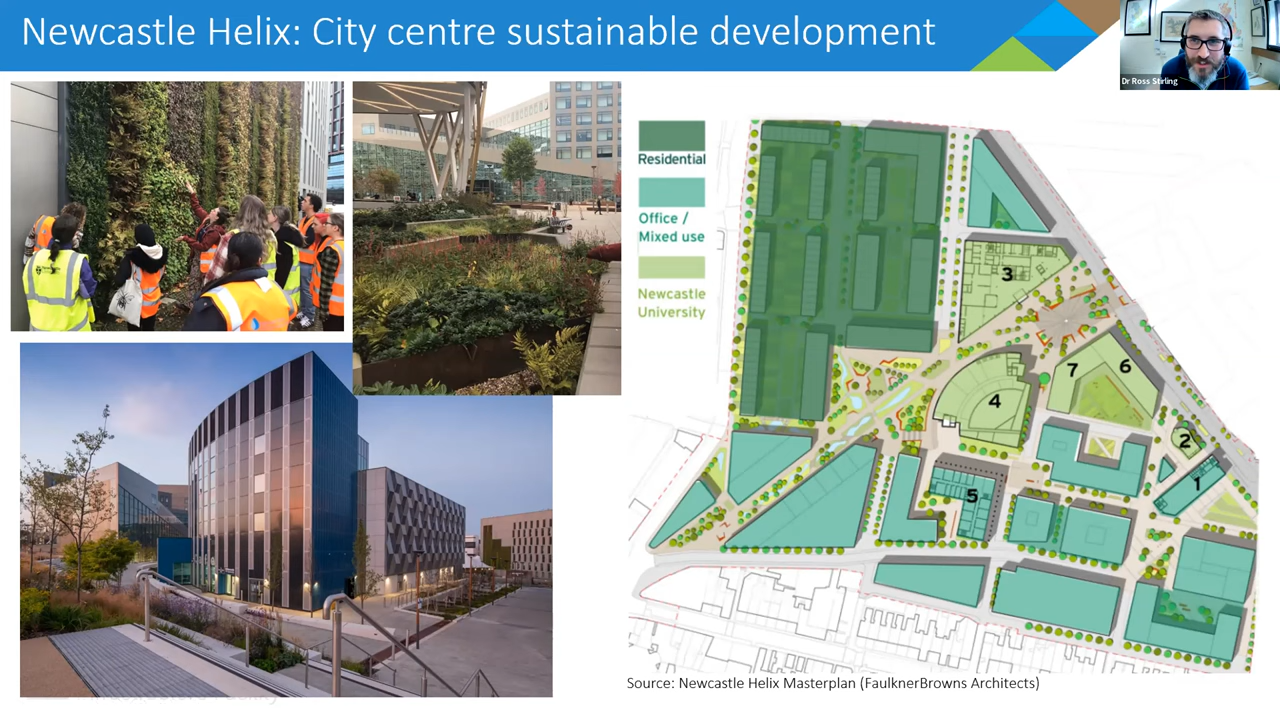 Newcastle Helix: City centre sustainable development
Dr Ross Stirling
Residential
Office /
Mixed use
Newcastle
University
3
7
6
4
2
1
5
Source: Newcastle Helix Masterplan (FaulknerBrowns Architects)